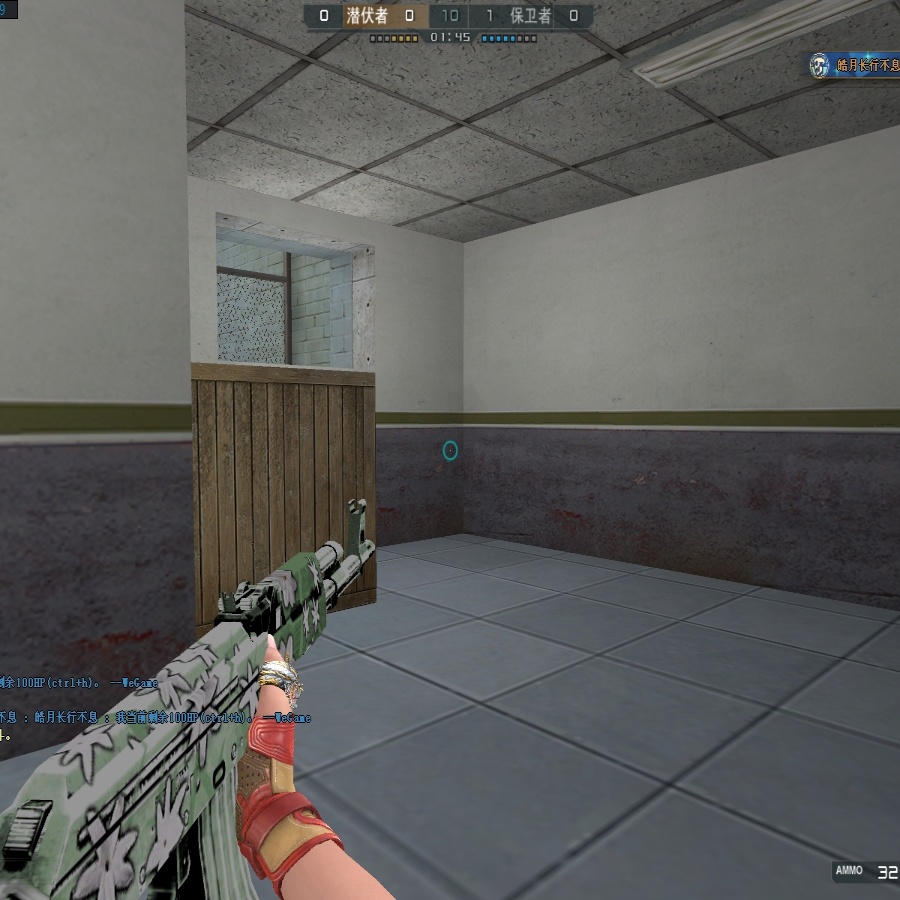 9
0 潜伏者 0 10 1 保卫者 0
01:45
皓月长行不息
剩余100HP(ctrl+h)。 --WeGame
不息 : 皓月长行不息 : 我当前剩余100HP(ctrl+h)。 --WeGame
AMMO 32